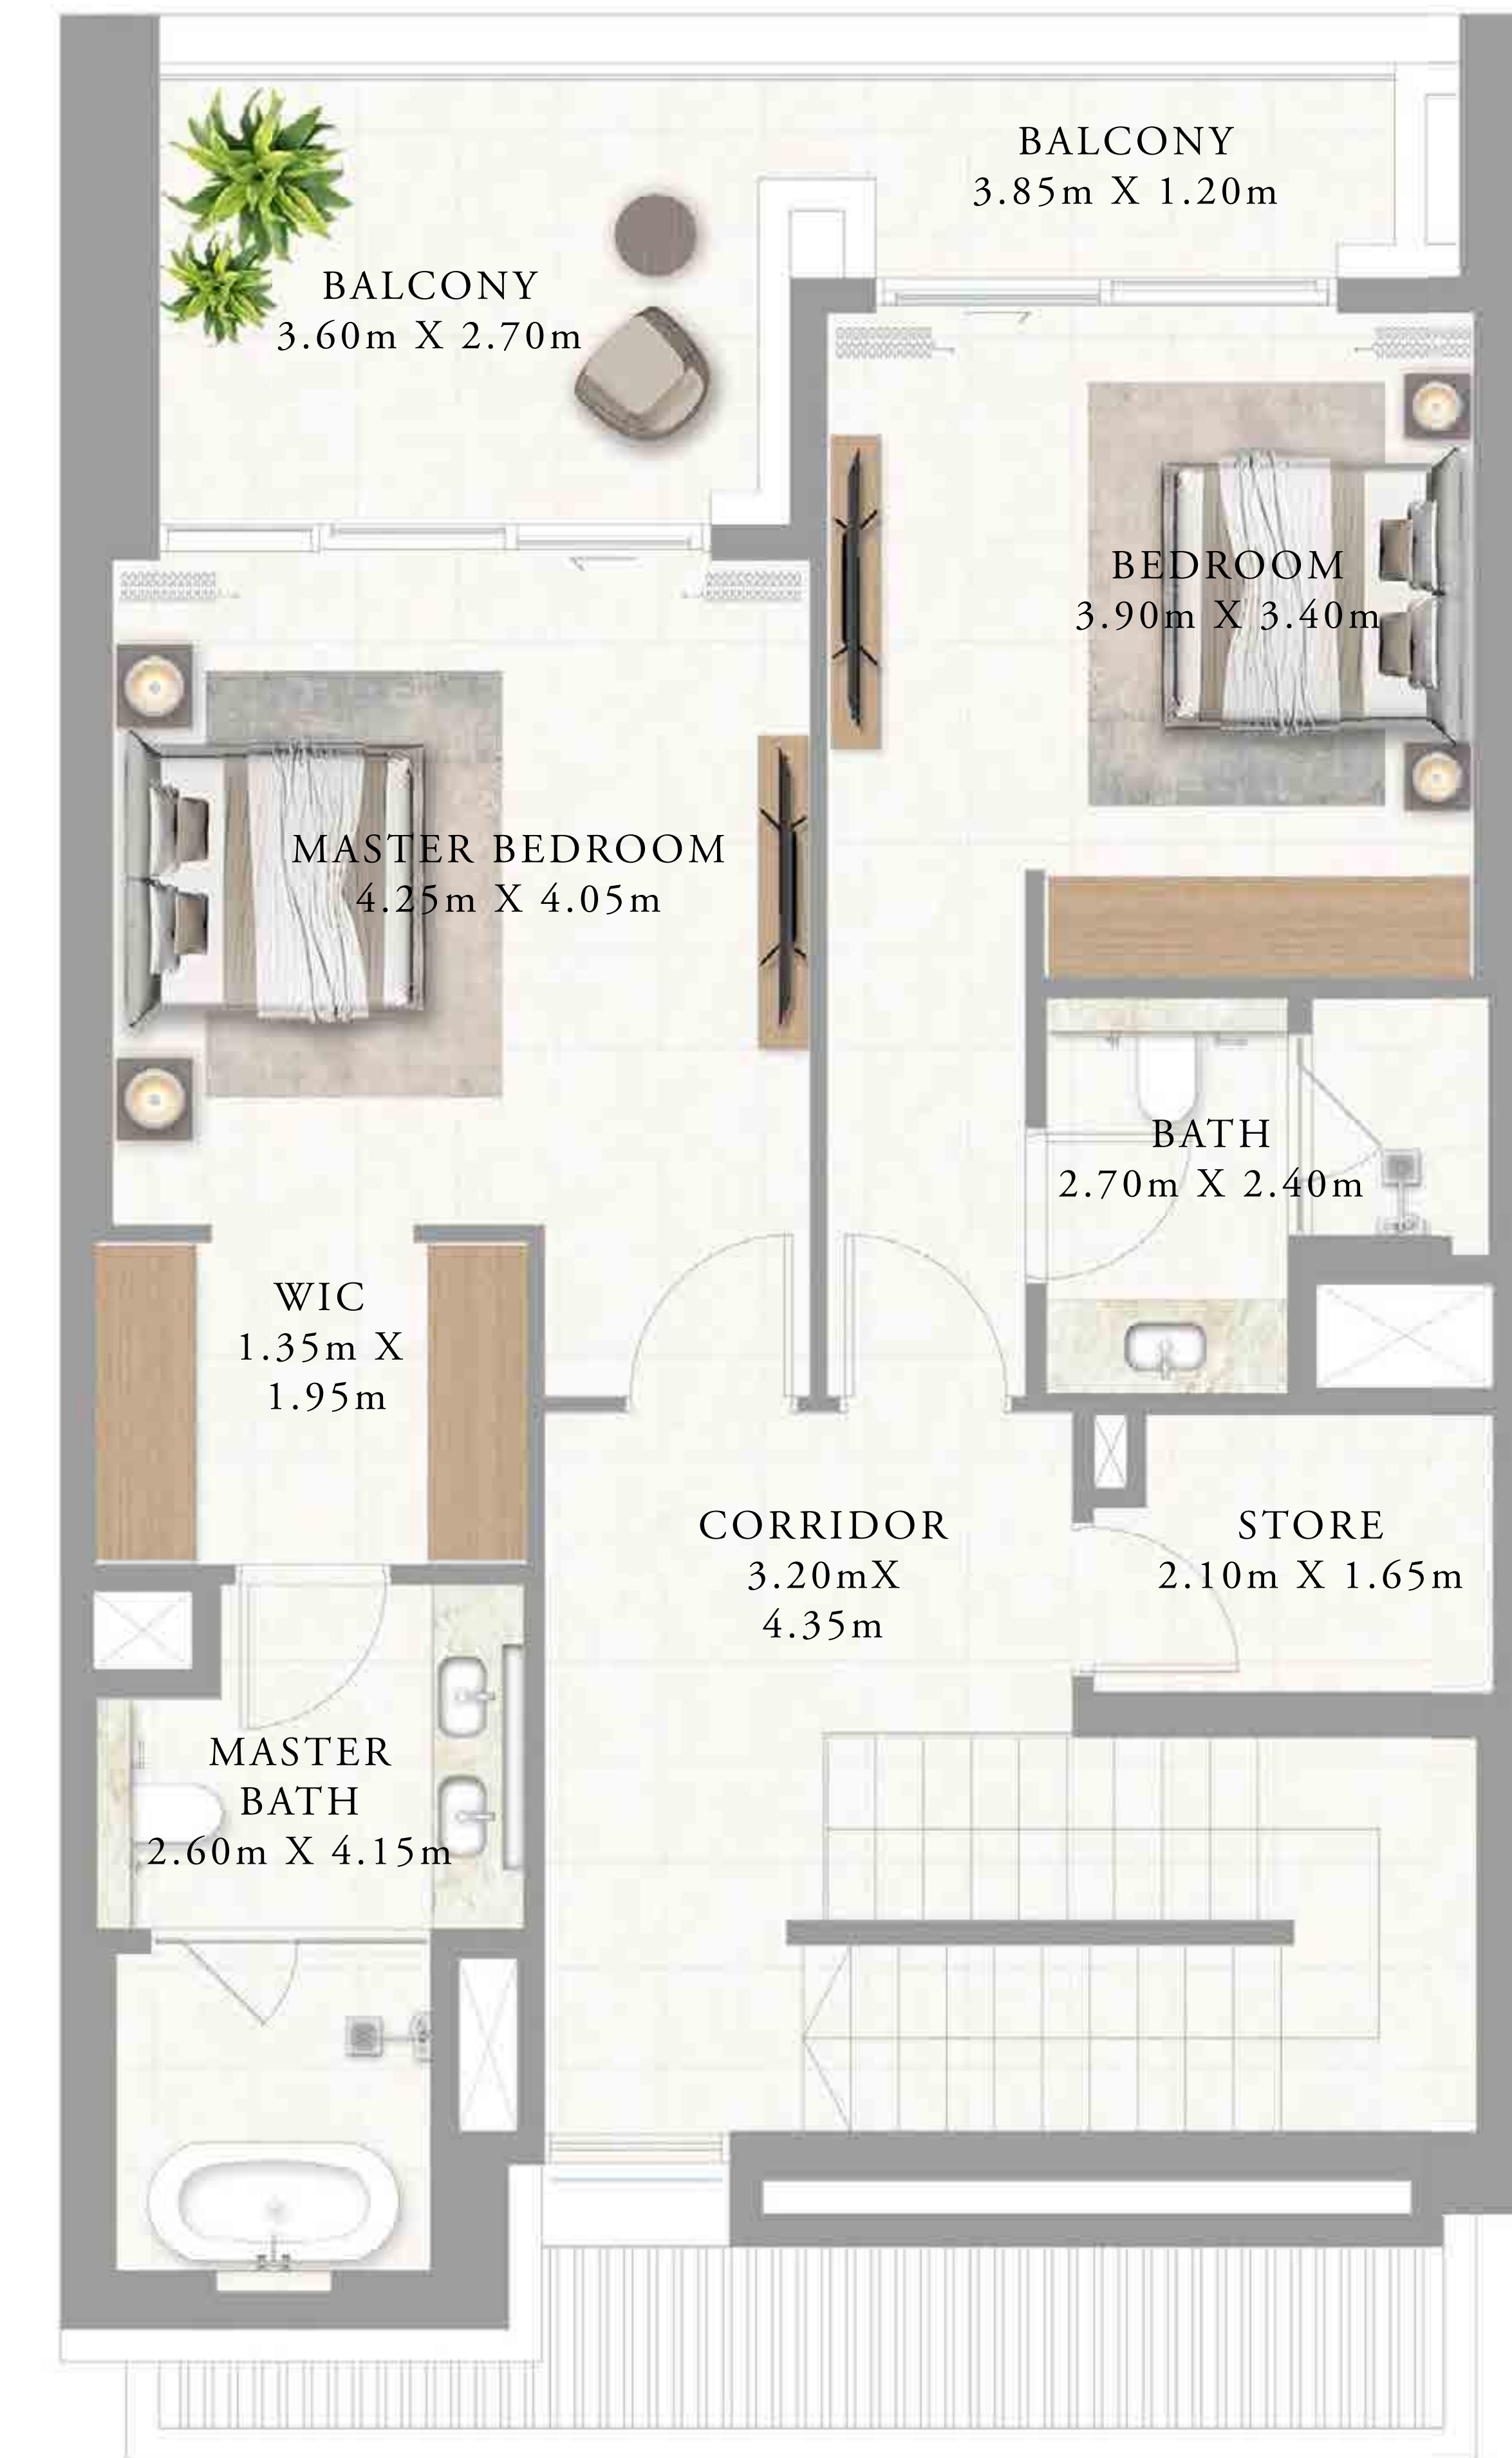 BALCONY
3.85m X 1.20m
BALCONY
3.60m X 2.70m
BEDROOM
3.90m X 3.40m
MASTER BEDROOM
4.25m X 4.05m
BATH
2.70m X 2.40m
WIC
1.35m X
1.95m
CORRIDOR
3.20mX
4.35m
STORE
2.10m X 1.65m
MASTER
BATH
2.60m X 4.15m